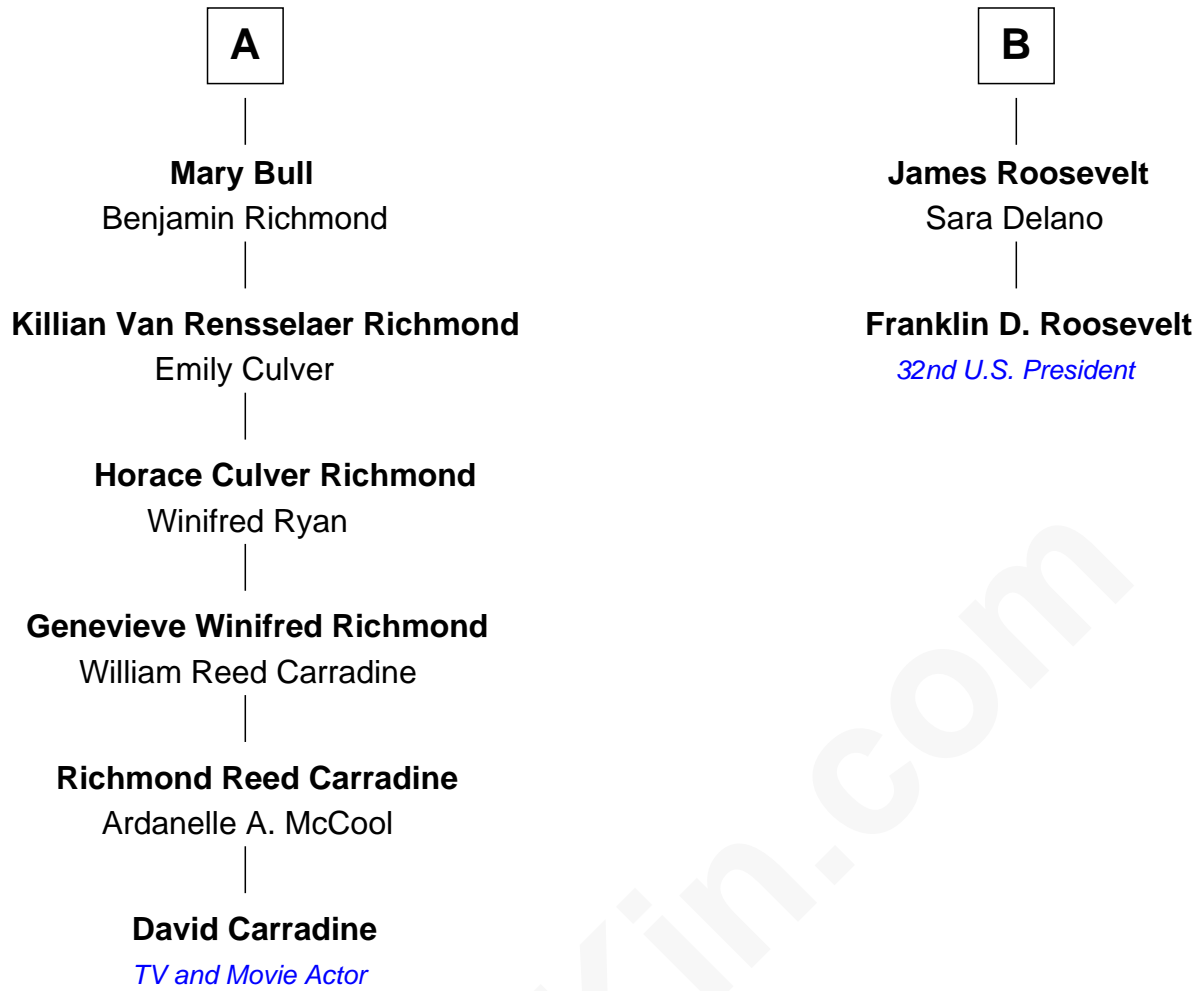 A
Mary Bull
Benjamin Richmond
Killian Van Rensselaer Richmond
Emily Culver
Horace Culver Richmond
Winifred Ryan
Genevieve Winifred Richmond
William Reed Carradine
Richmond Reed Carradine
Ardanelle A. McCool
David Carradine
TV and Movie Actor
B
James Roosevelt
Sara Delano
Franklin D. Roosevelt
32nd U.S. President